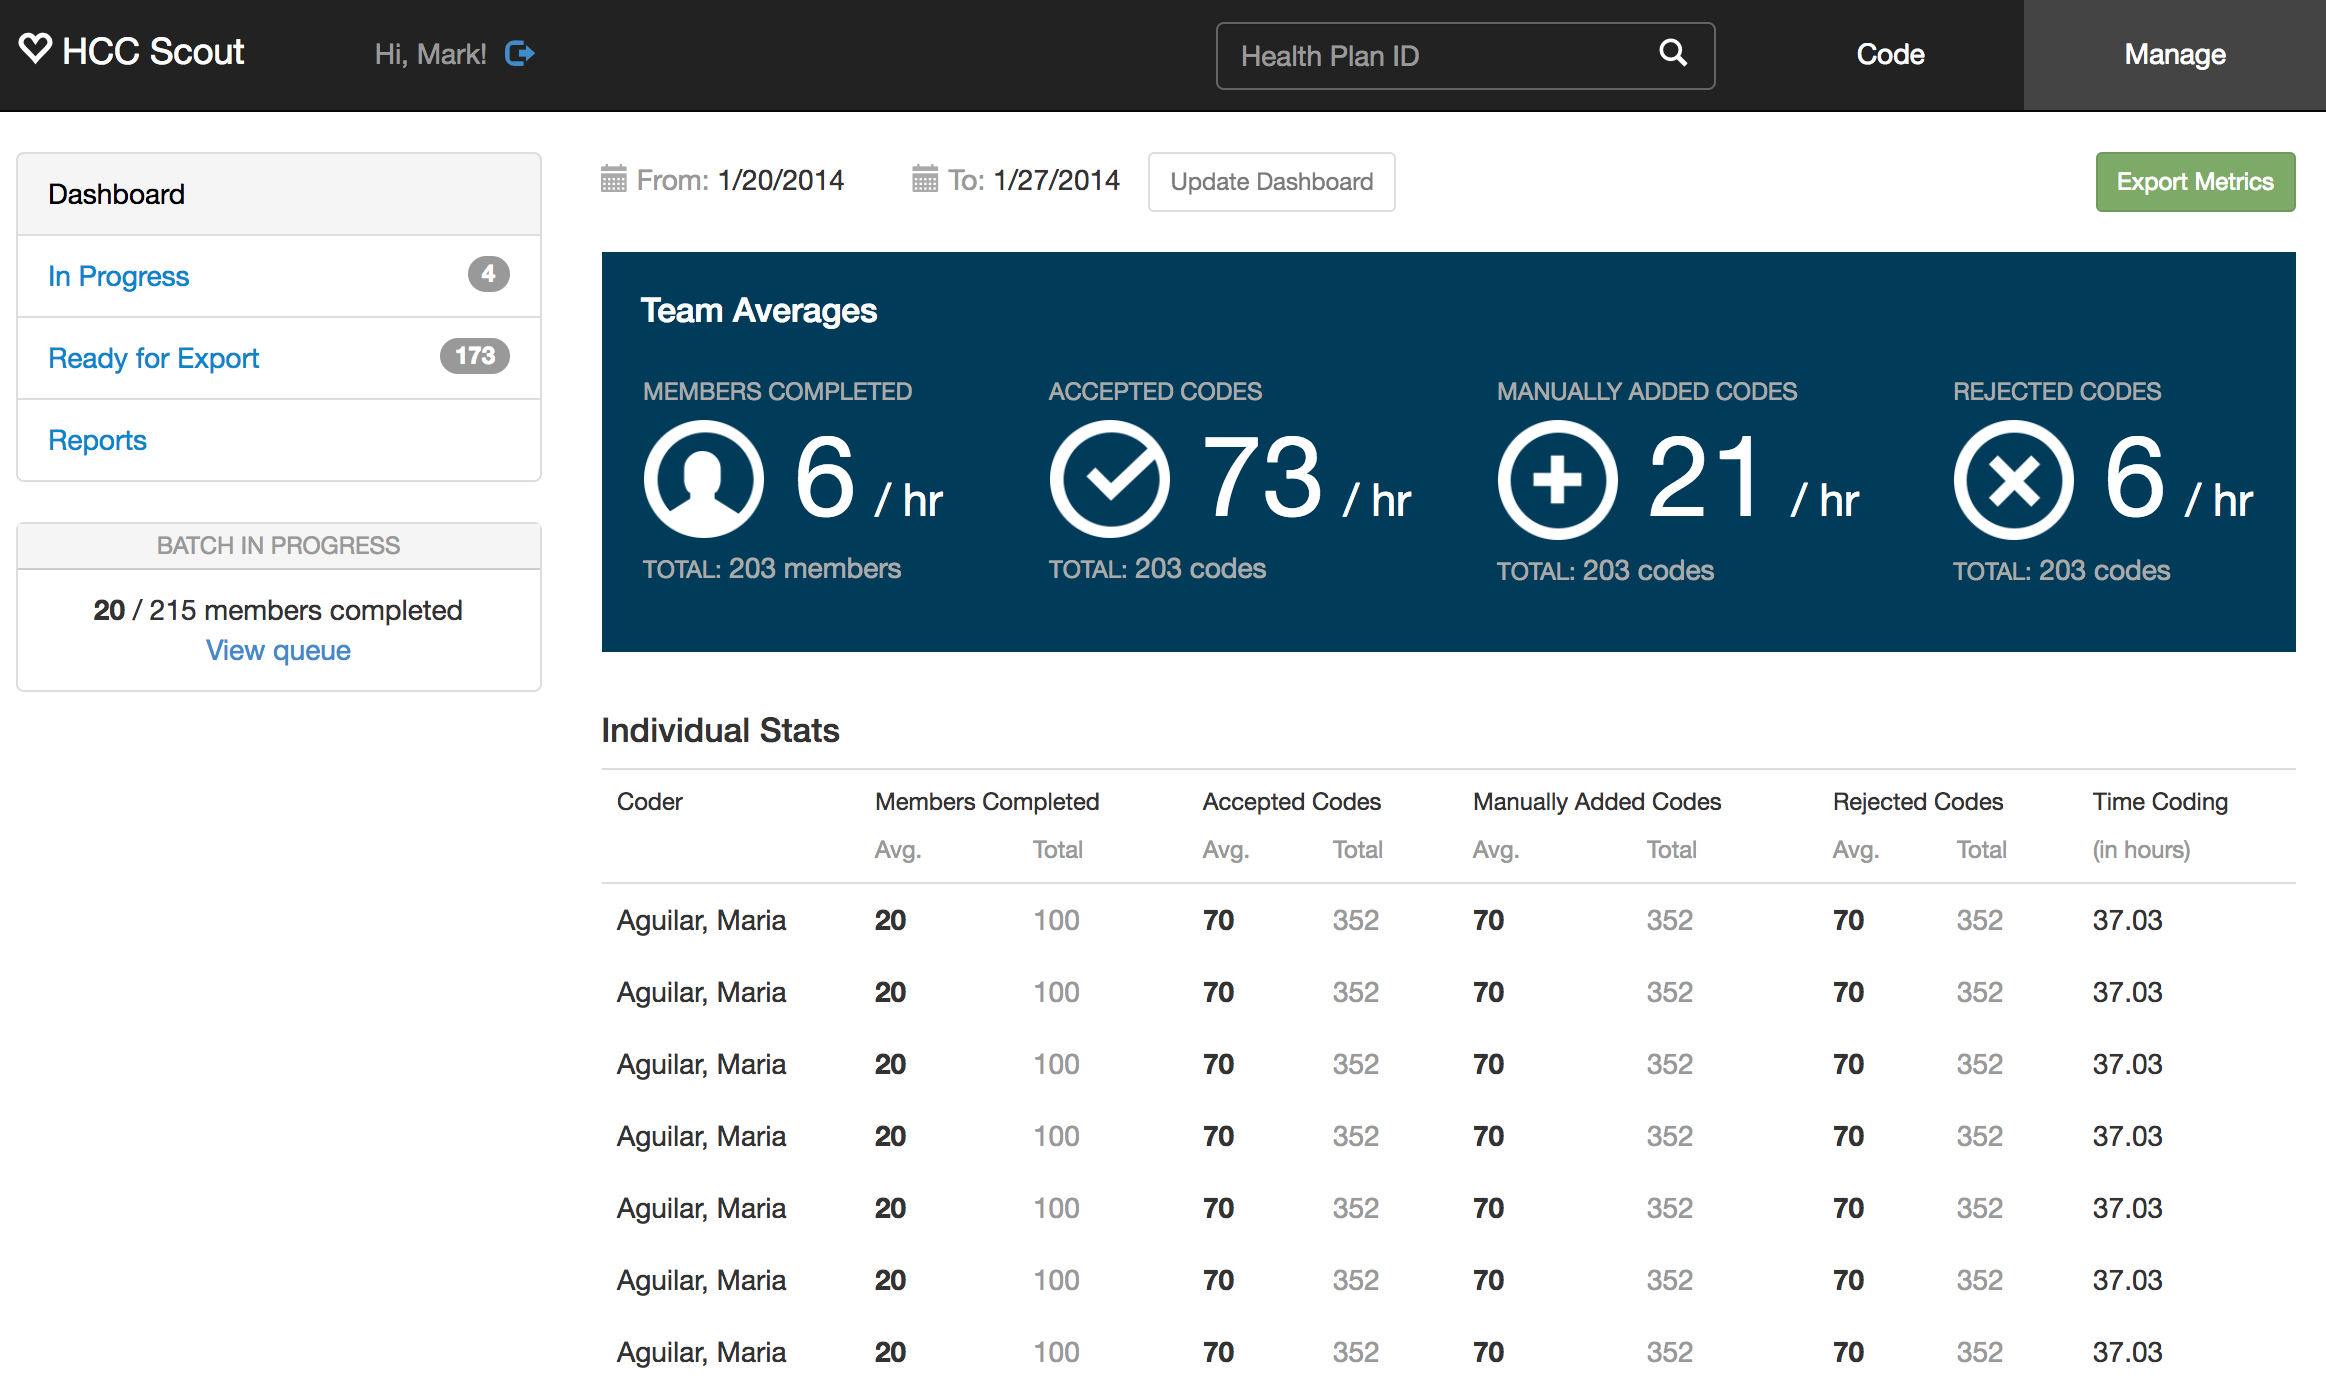 HCC Scout
Hi, Mark!
Health Plan ID
Code
Manage
Dashboard
In Progress 4
Ready for Export 173
Reports
BATCH IN PROGRESS
20 / 215 members completed
View queue
From: 1/20/2014 To: 1/27/2014 Update Dashboard Export Metrics
Team Averages
MEMBERS COMPLETED ACCEPTED CODES MANUALLY ADDED CODES REJECTED CODES
6 / hr 73 / hr 21 / hr 6 / hr
TOTAL: 203 members TOTAL: 203 codes TOTAL: 203 codes TOTAL: 203 codes
Individual Stats
Coder Members Completed Accepted Codes Manually Added Codes Rejected Codes Time Coding
Avg. Total Avg. Total Avg. Total Avg. Total (in hours)
Aguilar, Maria 20 100 70 352 70 352 70 352 37.03
Aguilar, Maria 20 100 70 352 70 352 70 352 37.03
Aguilar, Maria 20 100 70 352 70 352 70 352 37.03
Aguilar, Maria 20 100 70 352 70 352 70 352 37.03
Aguilar, Maria 20 100 70 352 70 352 70 352 37.03
Aguilar, Maria 20 100 70 352 70 352 70 352 37.03
Aguilar, Maria 20 100 70 352 70 352 70 352 37.03